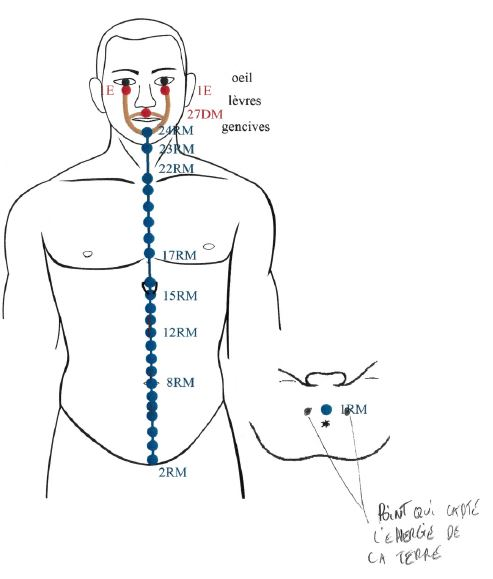 oeil
1E
1E
lèvres
27DM
gencives
24RM
23RM
22RM
17RM
15RM
12RM
8RM
1RM
2RM
POINT QUI CAPTE
L'ENERGIE DE
LA TERRE